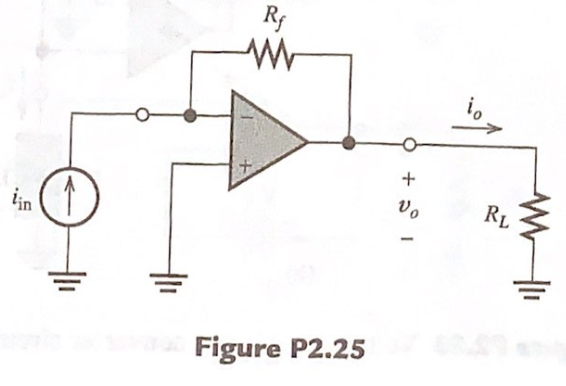 R_f
−
+
i_o
i_in
+
v_o
−
R_L
Figure P2.25